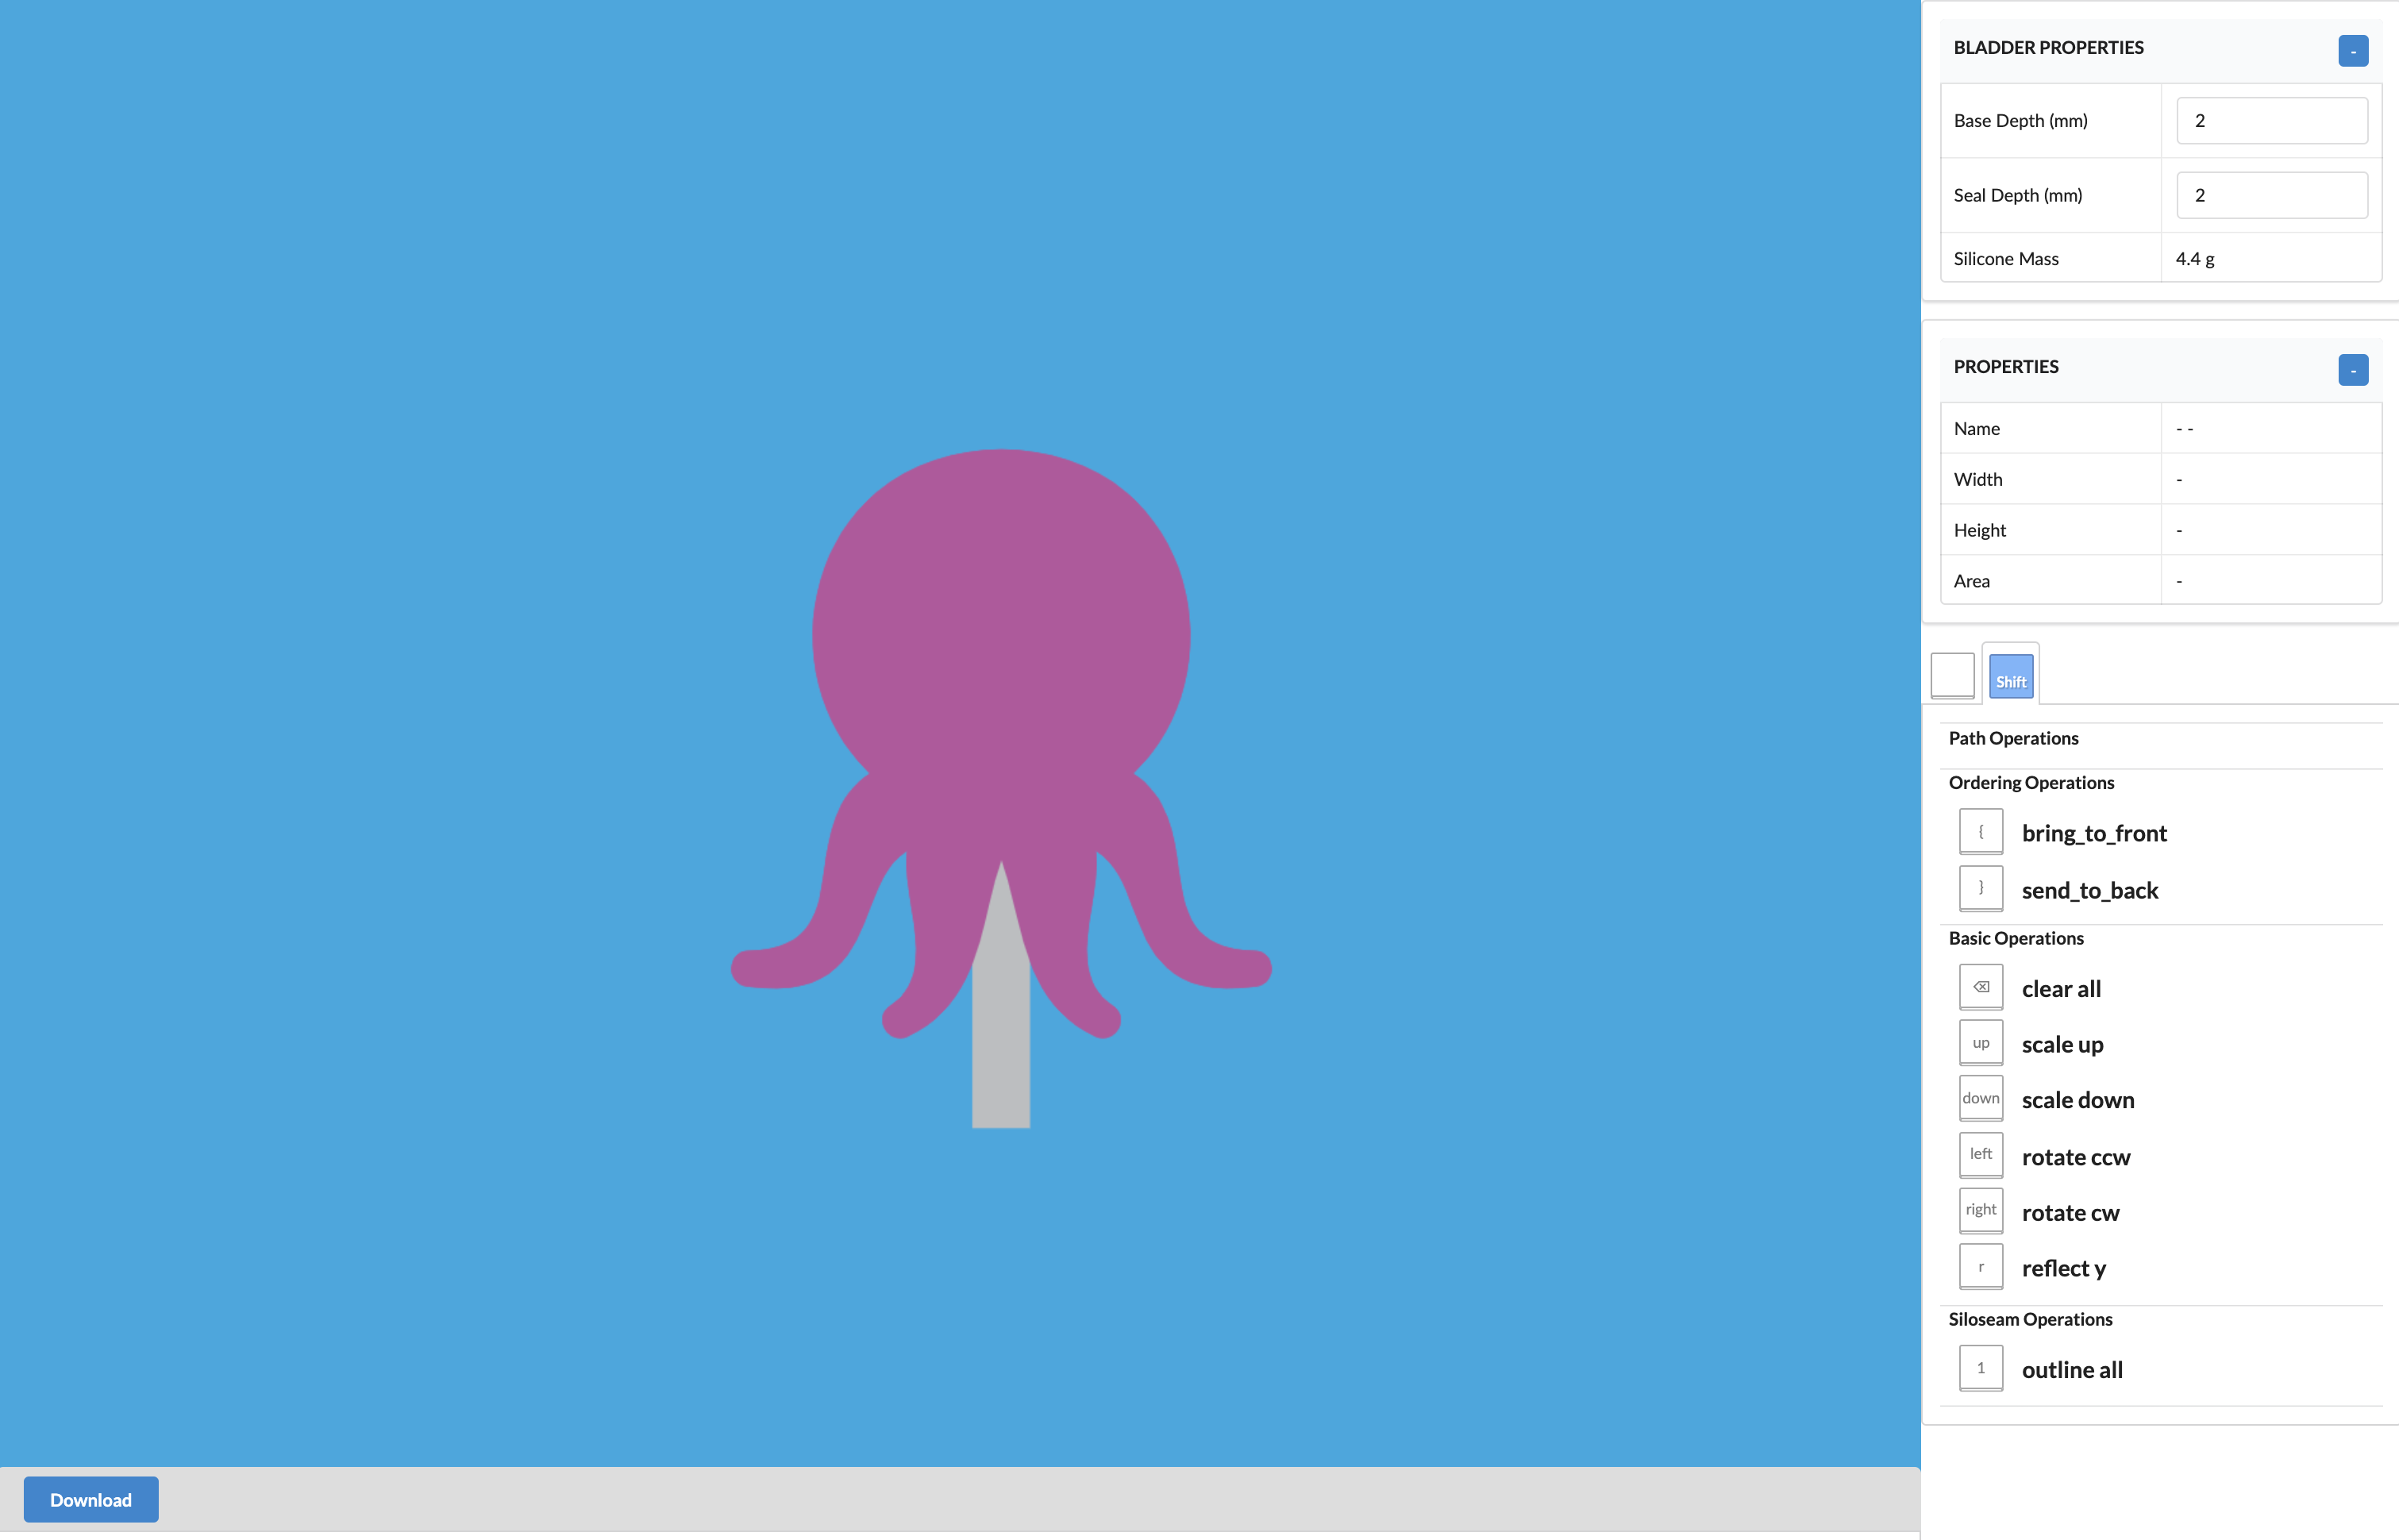 BLADDER PROPERTIES
-
Base Depth (mm) 2
Seal Depth (mm) 2
Silicone Mass 4.4 g
PROPERTIES
-
Name - -
Width -
Height -
Area -
Shift
Path Operations
Ordering Operations
{ bring_to_front
} send_to_back
Basic Operations
⌫ clear all
up scale up
down scale down
left rotate ccw
right rotate cw
r reflect y
Siloseam Operations
1 outline all
Download